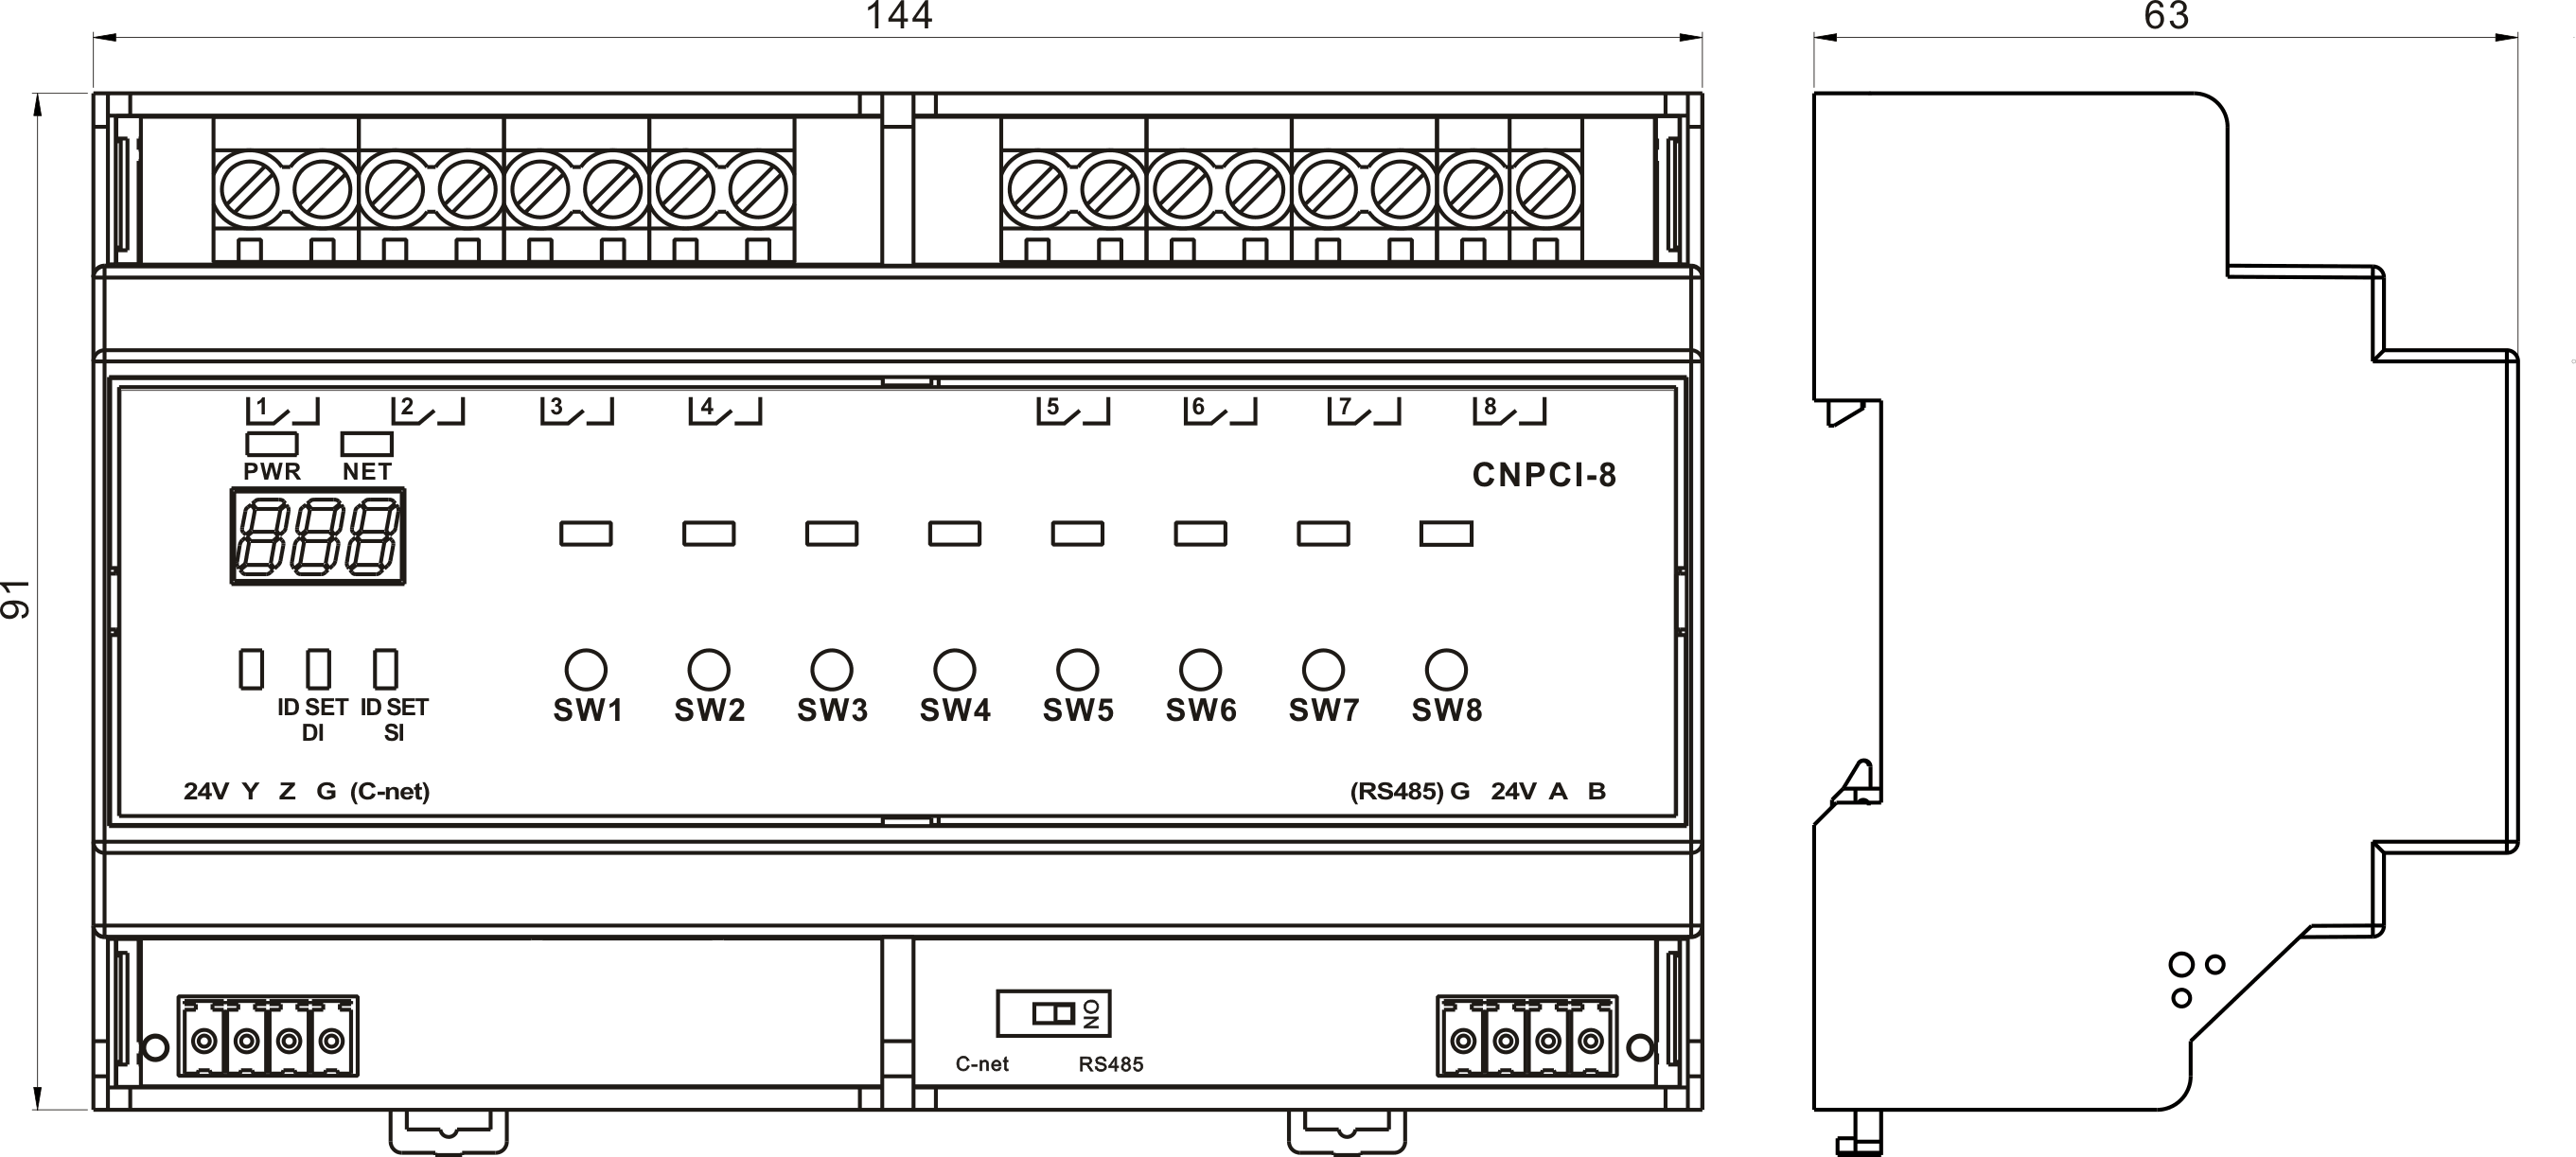 144
63
91
1 2 3 4 5 6 7 8
PWR NET
CNPCI-8
888
SW1 SW2 SW3 SW4 SW5 SW6 SW7 SW8
ID SET ID SET
DI SI
24V Y Z G (C-net)
(RS485) G 24V A B
ON
C-net RS485